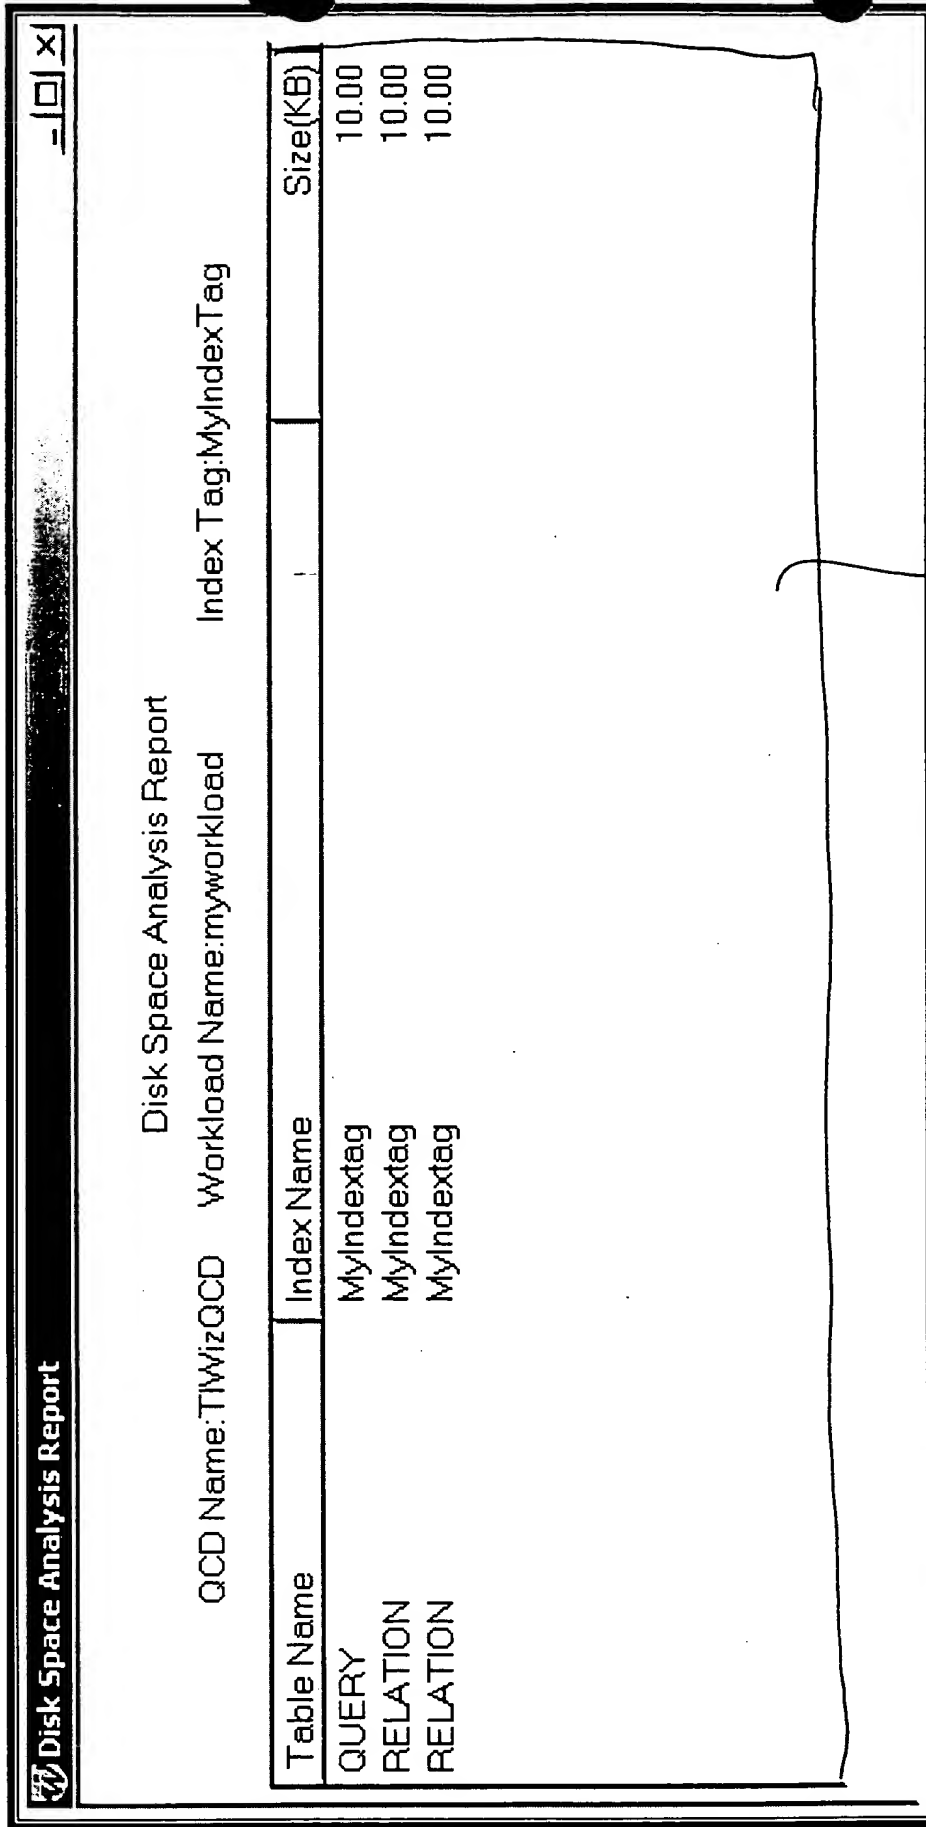 Disk Space Analysis Report
Disk Space Analysis Report
QCD Name:TIWizQCD Workload Name:myworkload Index Tag:MyIndexTag
Table Name Index Name Size(KB)
QUERY MyIndextag 10.00
RELATION MyIndextag 10.00
RELATION MyIndextag 10.00